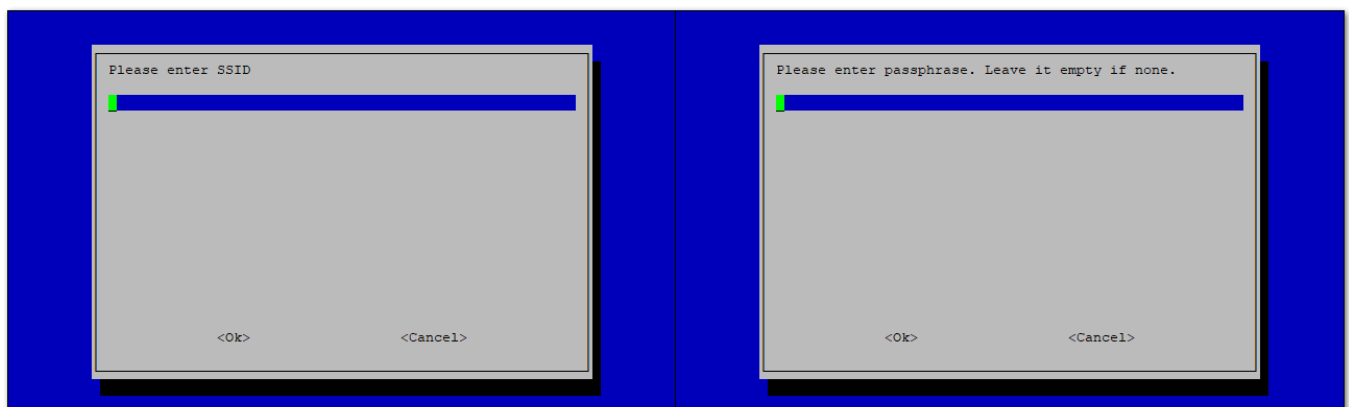 Please enter SSID
<Ok> <Cancel>
Please enter passphrase. Leave it empty if none.
<Ok> <Cancel>